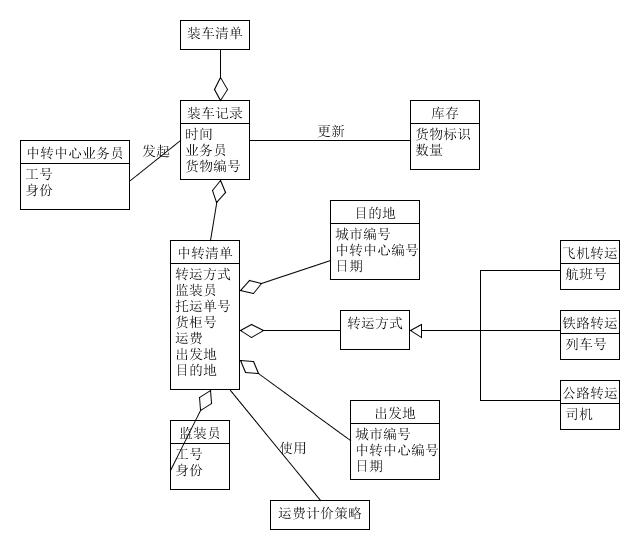 装车清单
装车记录
时间
业务员
货物编号
库存
货物标识
数量
更新
中转中心业务员
工号
身份
发起
中转清单
转运方式
监装员
托运单号
货柜号
运费
出发地
目的地
目的地
城市编号
中转中心编号
日期
转运方式
飞机转运
航班号
铁路转运
列车号
公路转运
司机
出发地
城市编号
中转中心编号
日期
监装员
工号
身份
使用
运费计价策略